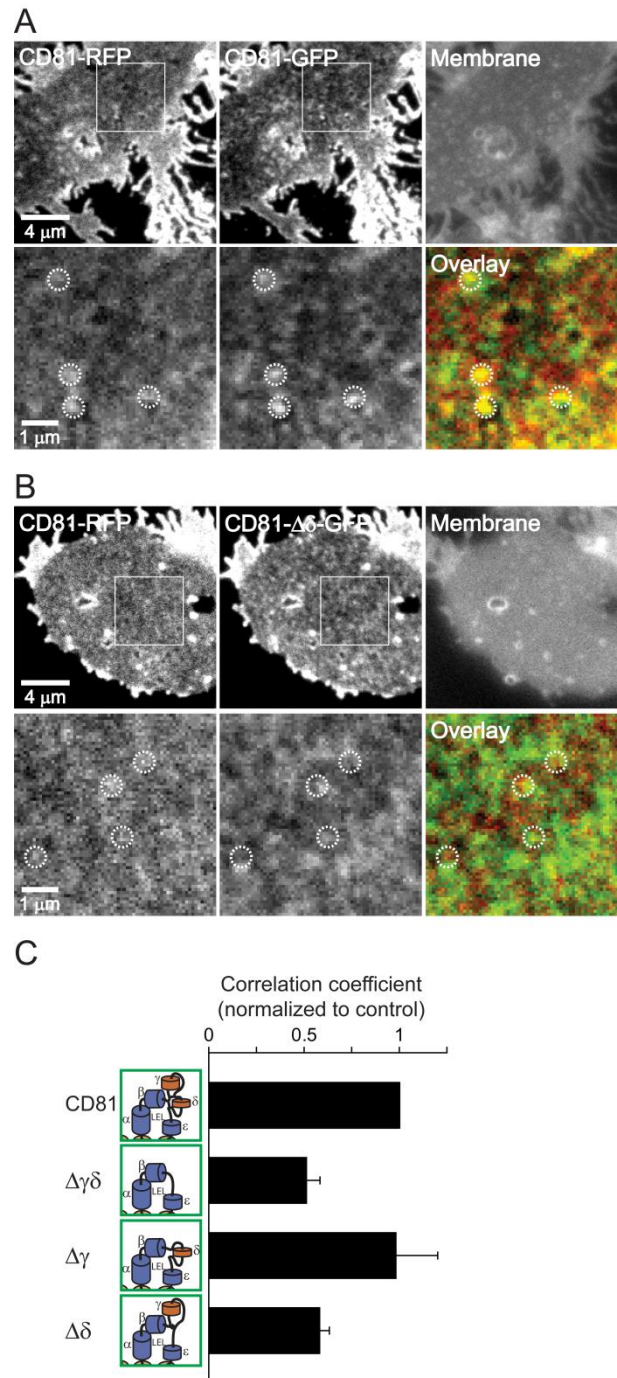 A
CD81-RFP CD81-GFP Membrane
4 μm
Overlay
1 μm
B
CD81-RFP CD81-Δδ-GFP Membrane
4 μm
Overlay
1 μm
C
Correlation coefficient
(normalized to control)
0 0.5 1
CD81 α β LEL γ δ ε
Δγδ α β LEL ε
Δγ α β LEL δ ε
Δδ α β LEL γ ε